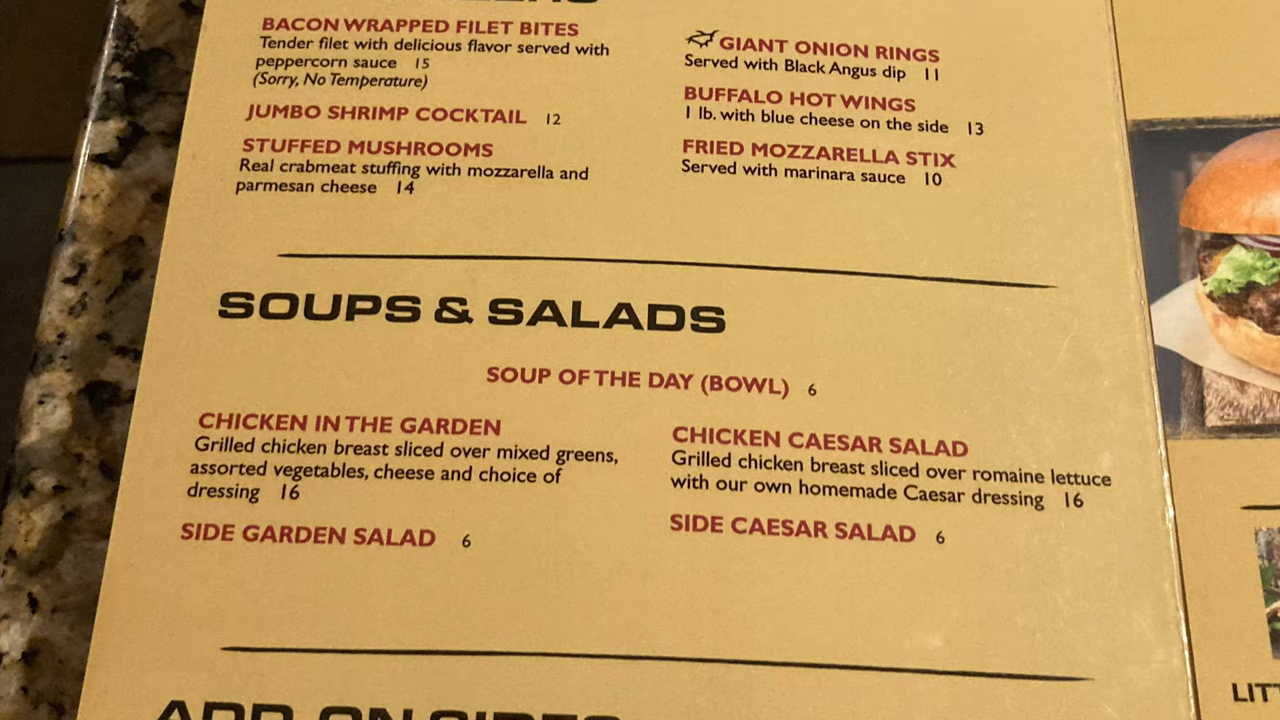 BACON WRAPPED FILET BITES
Tender filet with delicious flavor served with
peppercorn sauce 15
(Sorry, No Temperature)
JUMBO SHRIMP COCKTAIL 12
STUFFED MUSHROOMS
Real crabmeat stuffing with mozzarella and
parmesan cheese 14
GIANT ONION RINGS
Served with Black Angus dip 11
BUFFALO HOT WINGS
1 lb. with blue cheese on the side 13
FRIED MOZZARELLA STIX
Served with marinara sauce 10
SOUPS & SALADS
SOUP OF THE DAY (BOWL) 6
CHICKEN IN THE GARDEN
Grilled chicken breast sliced over mixed greens,
assorted vegetables, cheese and choice of
dressing 16
SIDE GARDEN SALAD 6
CHICKEN CAESAR SALAD
Grilled chicken breast sliced over romaine lettuce
with our own homemade Caesar dressing 16
SIDE CAESAR SALAD 6
ADD-ON SIDES